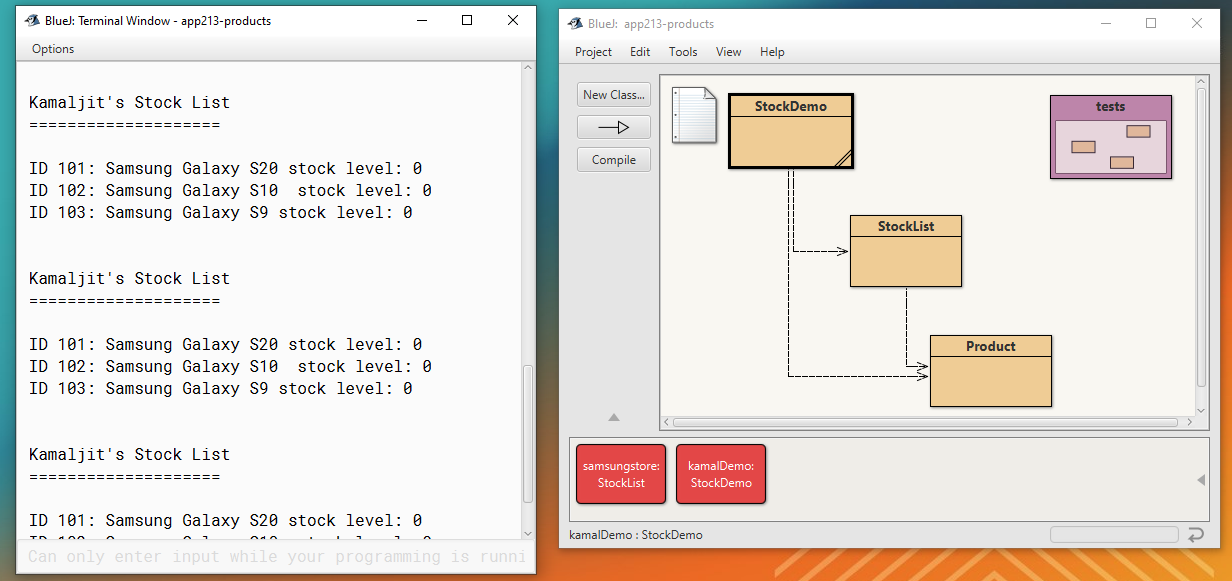 BlueJ: Terminal Window - app213-products
Options
Kamaljit's Stock List
====================
ID 101: Samsung Galaxy S20 stock level: 0
ID 102: Samsung Galaxy S10  stock level: 0
ID 103: Samsung Galaxy S9 stock level: 0
Kamaljit's Stock List
====================
ID 101: Samsung Galaxy S20 stock level: 0
ID 102: Samsung Galaxy S10  stock level: 0
ID 103: Samsung Galaxy S9 stock level: 0
Kamaljit's Stock List
====================
ID 101: Samsung Galaxy S20 stock level: 0
Can only enter input while your programming is runni
BlueJ: app213-products
Project Edit Tools View Help
New Class...
Compile
StockDemo
tests
StockList
Product
samsungstore:
StockList
kamalDemo:
StockDemo
kamalDemo : StockDemo